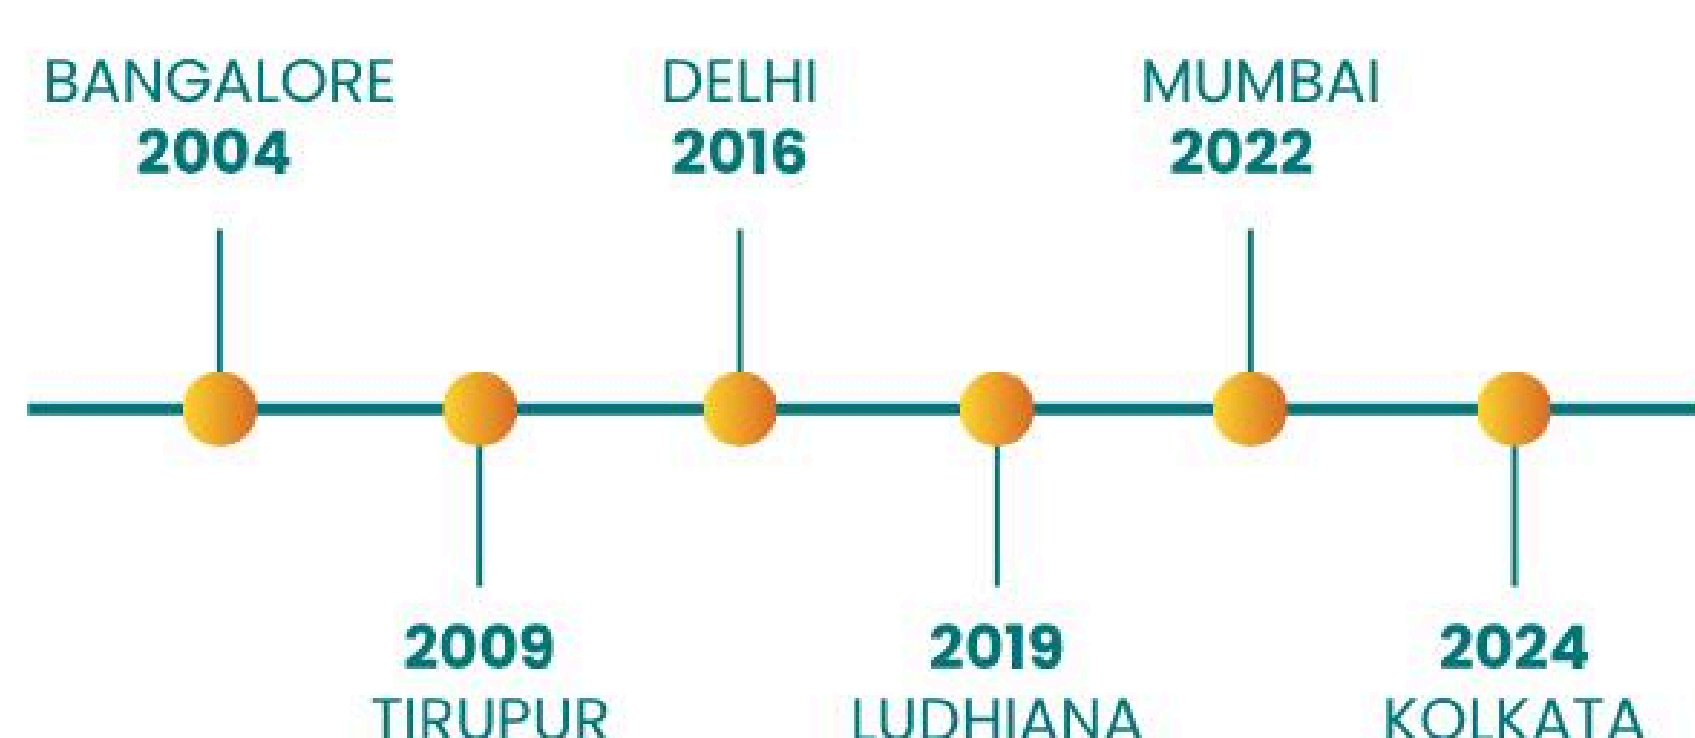 BANGALORE
2004
DELHI
2016
MUMBAI
2022
2009
TIRUPUR
2019
LUDHIANA
2024
KOLKATA